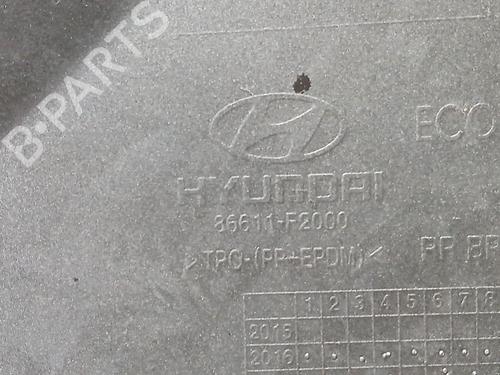 B-PARTS
ECO
HYUNDAI
86611-F2000
>TPO-(PP+EPDM)<
PP BR
1 2 3 4 5 6 7 8
2015
2016